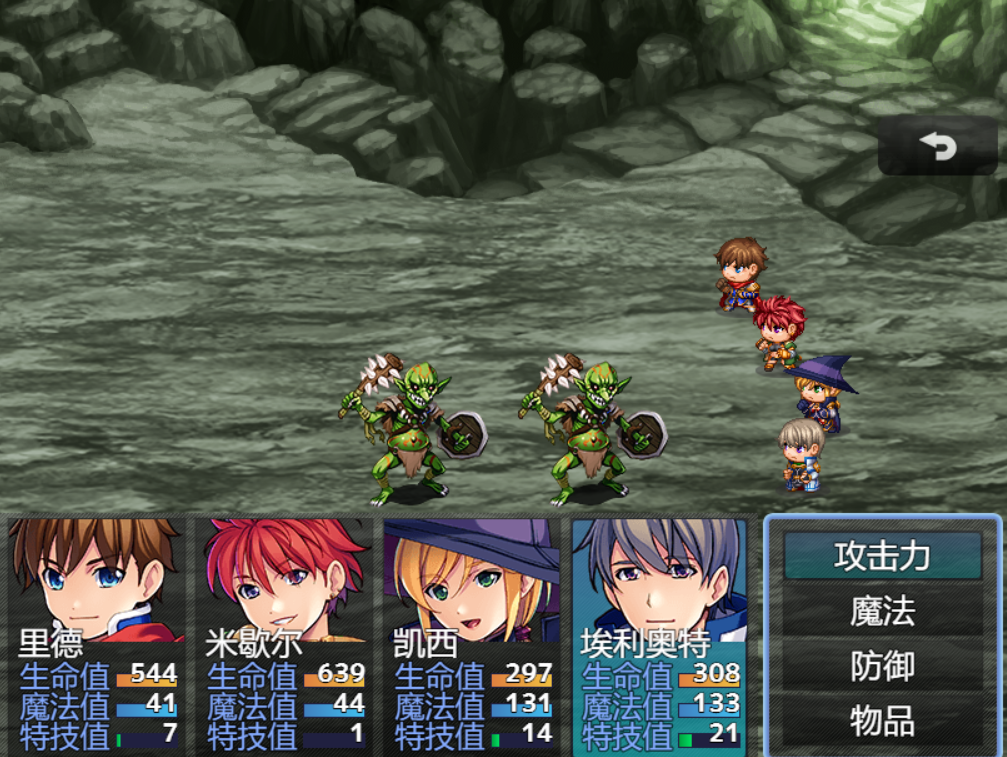 里德
生命值 544
魔法值 41
特技值 7
米歇尔
生命值 639
魔法值 44
特技值 1
凯西
生命值 297
魔法值 131
特技值 14
埃利奥特
生命值 308
魔法值 133
特技值 21
攻击力
魔法
防御
物品